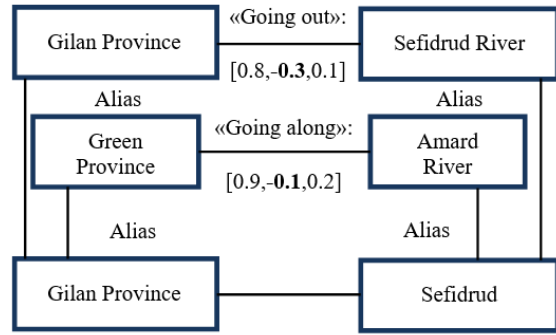 Gilan Province
«Going out»:
Sefidrud River
[0.8,-0.3,0.1]
Alias
Alias
Green
Province
«Going along»:
Amard
River
[0.9,-0.1,0.2]
Alias
Alias
Gilan Province
Sefidrud